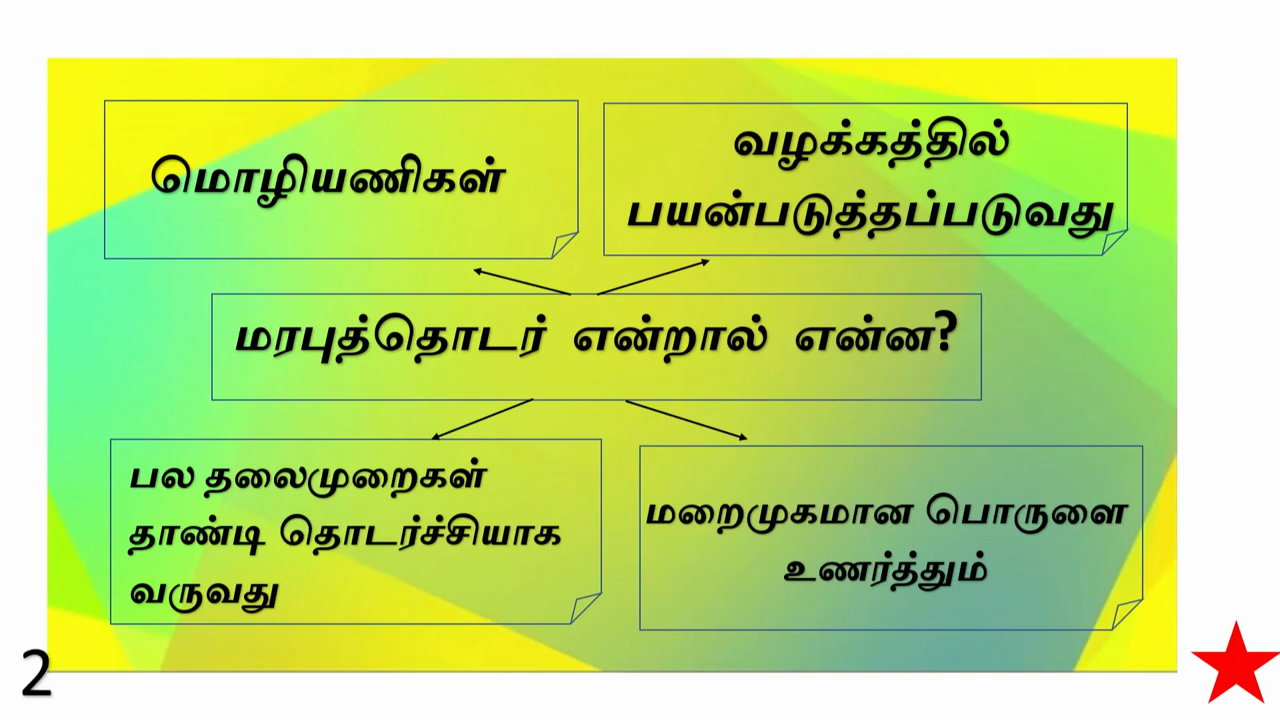 மொழியணிகள்
வழக்கத்தில்
பயன்படுத்தப்படுவது
மரபுத்தொடர் என்றால் என்ன?
பல தலைமுறைகள்
தாண்டி தொடர்ச்சியாக
வருவது
மறைமுகமான பொருளை
உணர்த்தும்
2